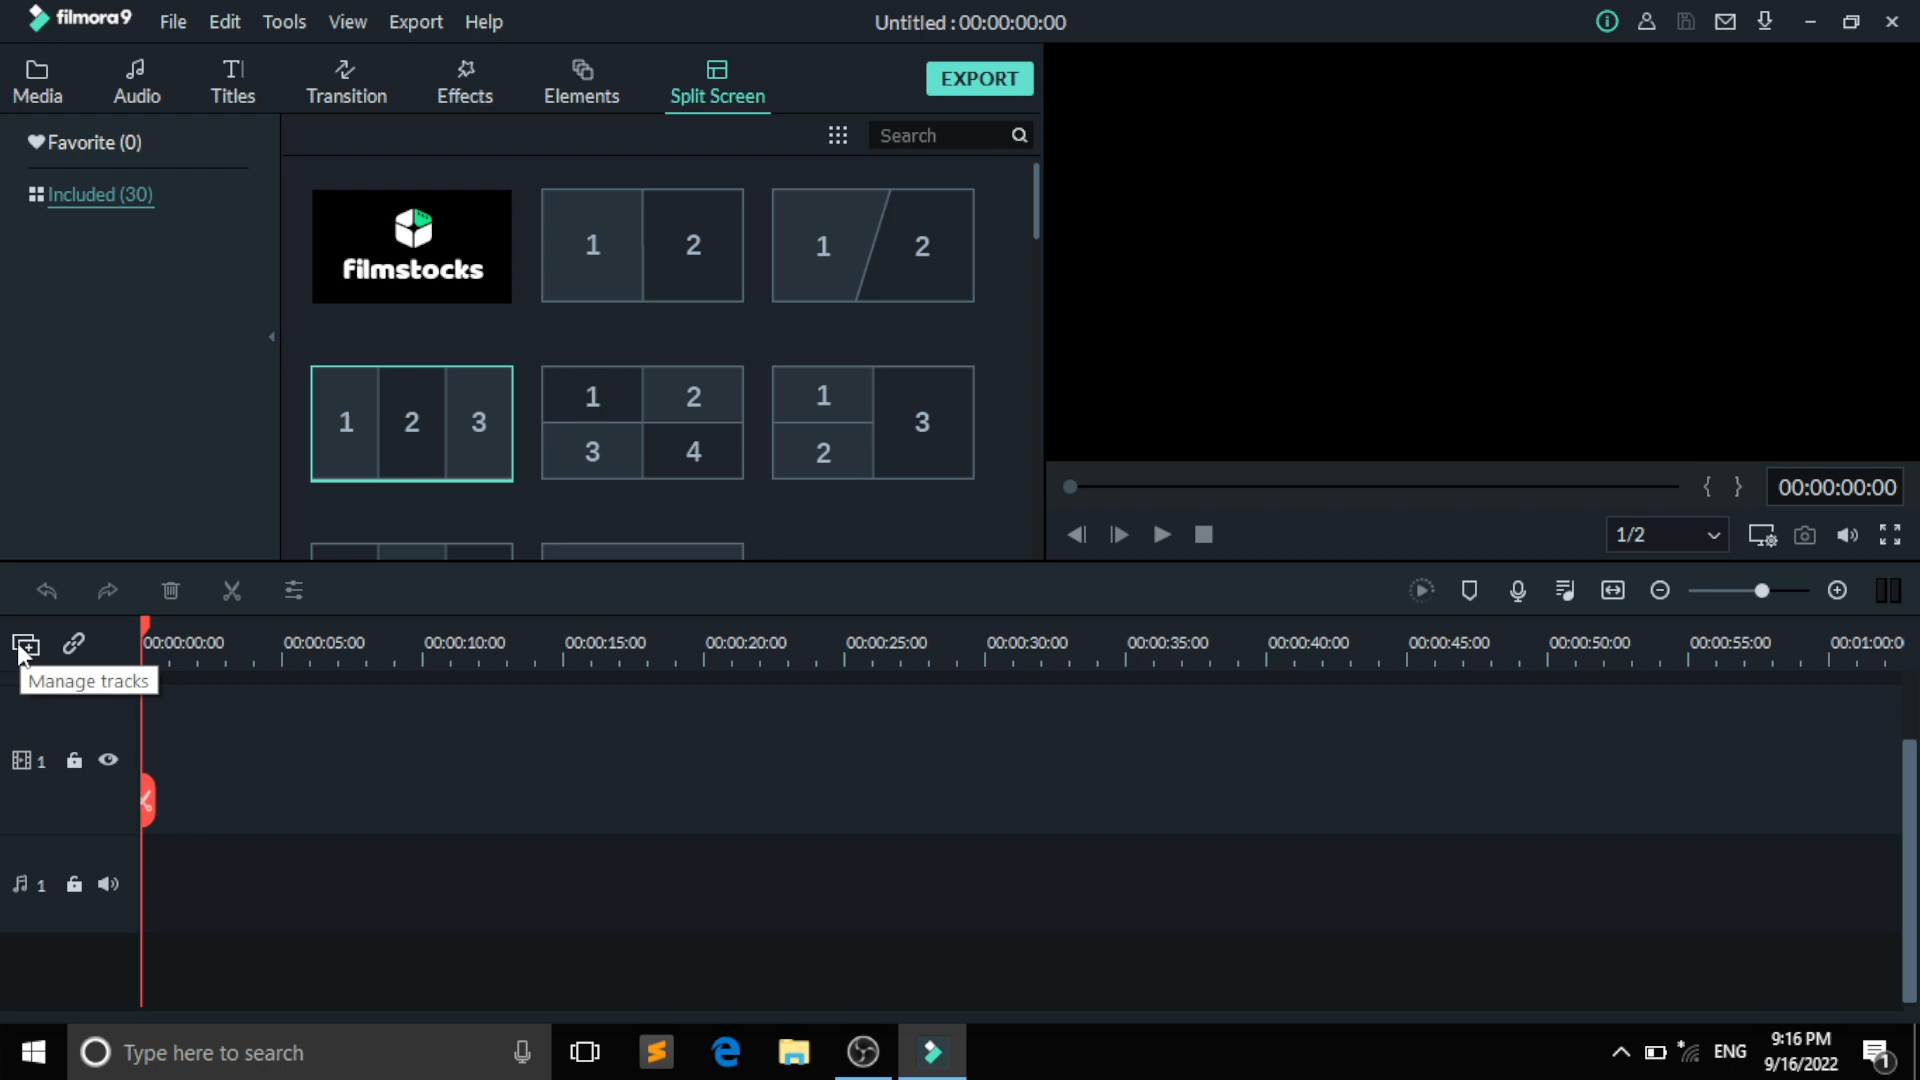 filmora9 File Edit Tools View Export Help Untitled : 00:00:00:00
Media Audio Titles Transition Effects Elements Split Screen EXPORT
Favorite (0)
Search
Included (30)
filmstocks
1 2
1 2
1 2 3
1 2
3 4
1
2
3
00:00:00:00
1/2
00:00:00:00 00:00:05:00 00:00:10:00 00:00:15:00 00:00:20:00 00:00:25:00 00:00:30:00 00:00:35:00 00:00:40:00 00:00:45:00 00:00:50:00 00:00:55:00 00:01:00:0
Manage tracks
1
1
Type here to search
ENG
9:16 PM
9/16/2022
1